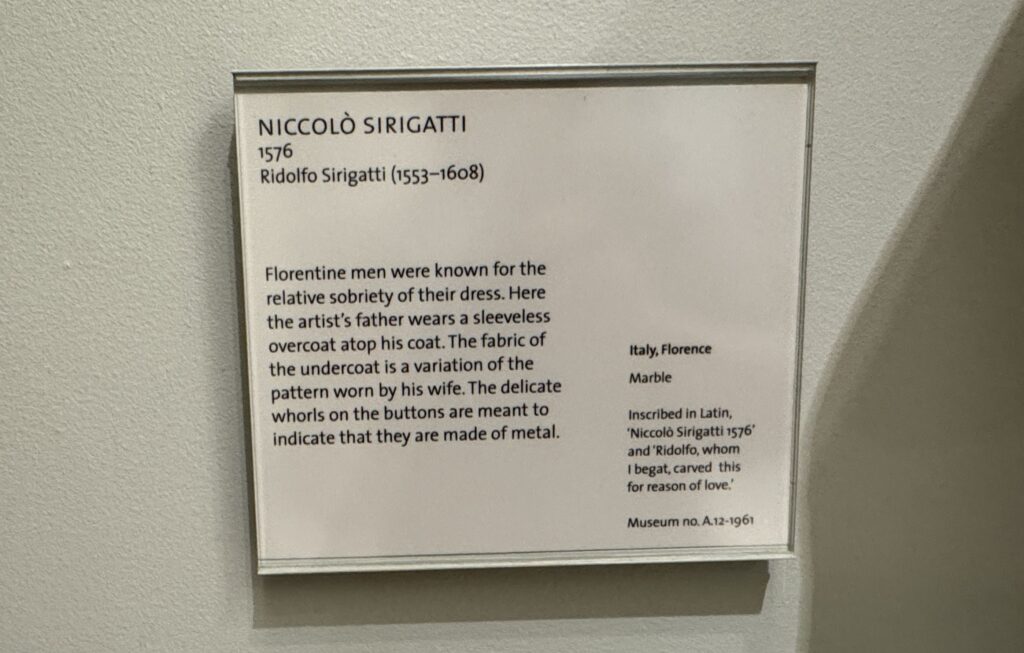 NICCOLÒ SIRIGATTI
1576
Ridolfo Sirigatti (1553–1608)
Florentine men were known for the
relative sobriety of their dress. Here
the artist's father wears a sleeveless
overcoat atop his coat. The fabric of
the undercoat is a variation of the
pattern worn by his wife. The delicate
whorls on the buttons are meant to
indicate that they are made of metal.
Italy, Florence
Marble
Inscribed in Latin,
'Niccolò Sirigatti 1576'
and 'Ridolfo, whom
I begat, carved this
for reason of love.'
Museum no. A.12-1961